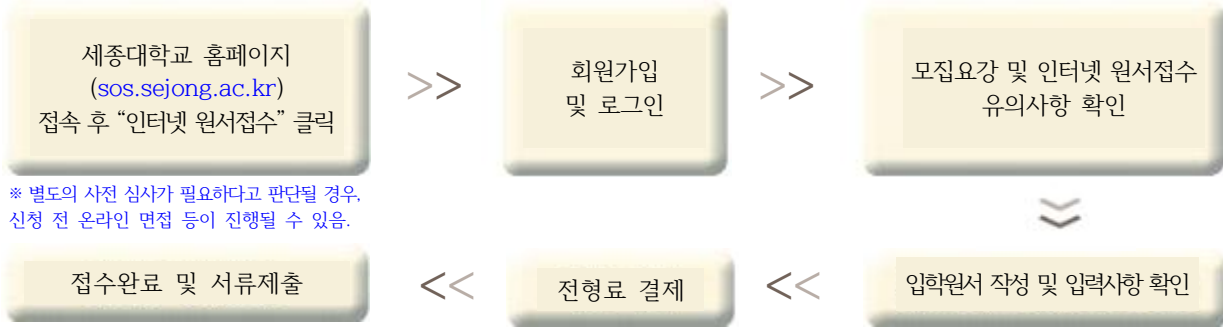 세종대학교 홈페이지
(sos.sejong.ac.kr)
접속 후 “인터넷 원서접수” 클릭
※ 별도의 사전 심사가 필요하다고 판단될 경우,
신청 전 온라인 면접 등이 진행될 수 있음.
>>
회원가입
및 로그인
>>
모집요강 및 인터넷 원서접수
유의사항 확인
입학원서 작성 및 입력사항 확인
<<
전형료 결제
<<
접수완료 및 서류제출